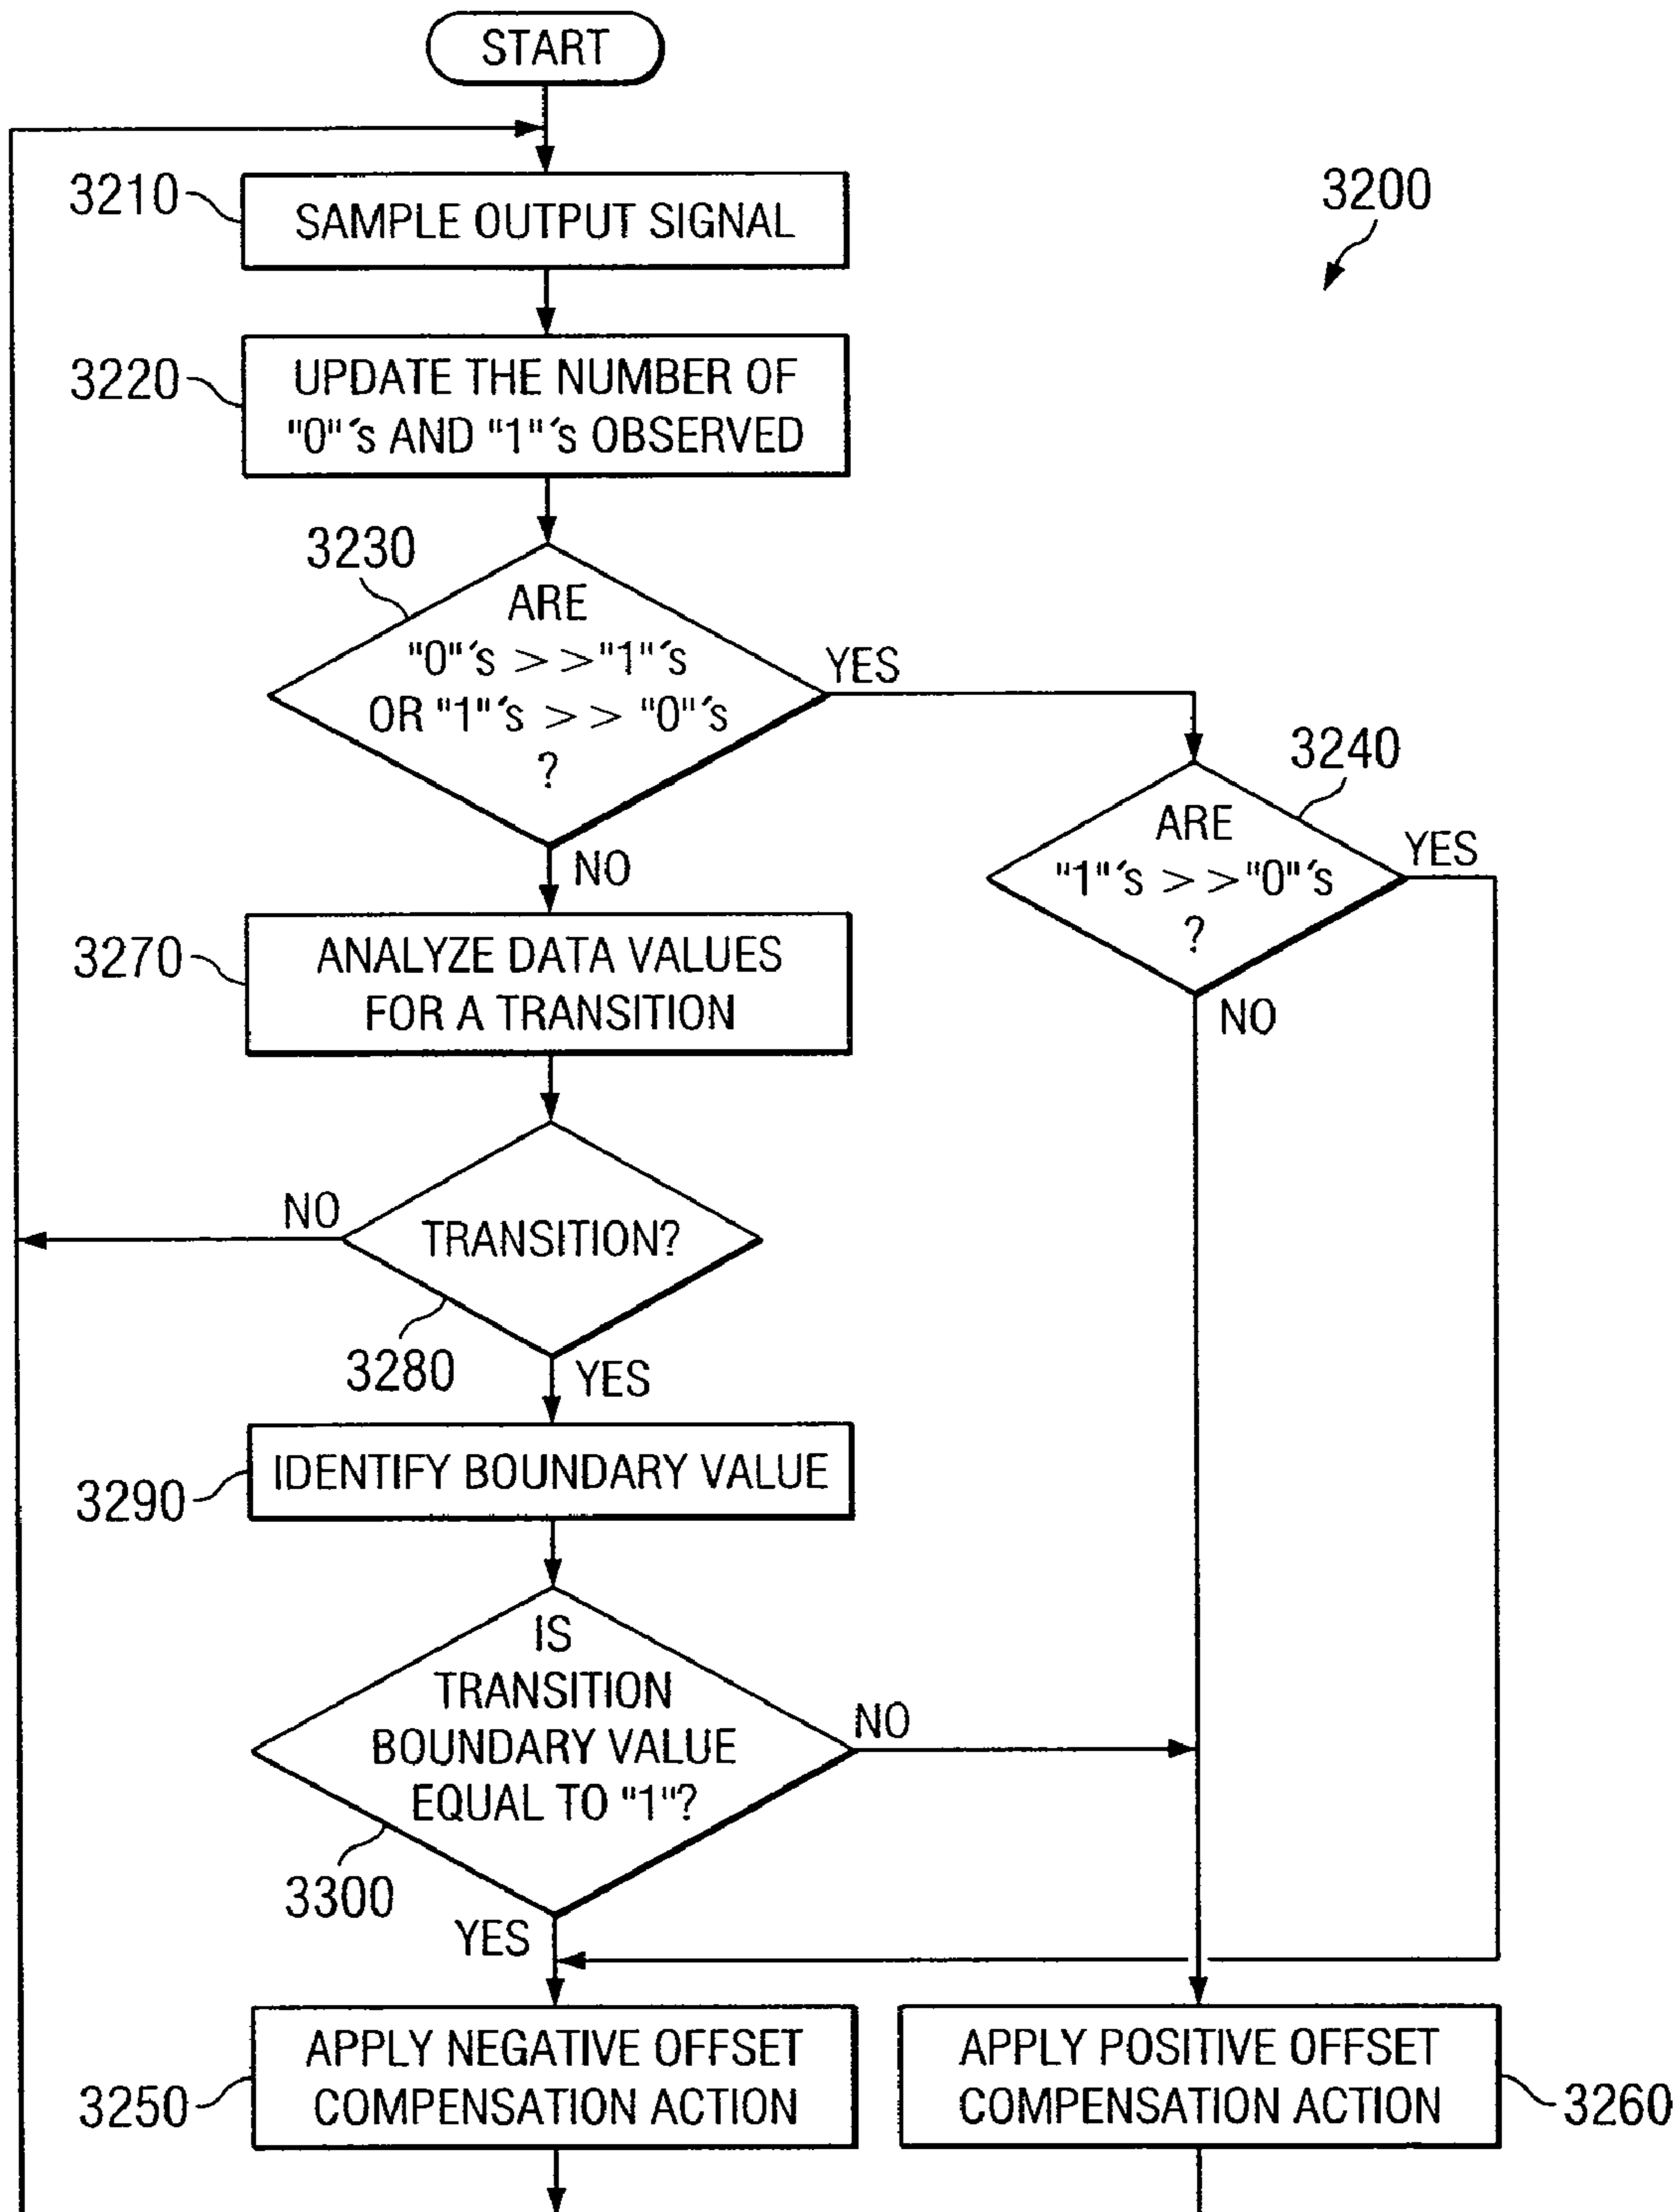 START
3200
3210
SAMPLE OUTPUT SIGNAL
3220
UPDATE THE NUMBER OF
"0"'s AND "1"'s OBSERVED
3230
ARE
"0"'s >> "1"'s
OR "1"'s >> "0"'s
?
YES
NO
3240
ARE
"1"'s >> "0"'s
?
YES
NO
3270
ANALYZE DATA VALUES
FOR A TRANSITION
NO
TRANSITION?
3280
YES
3290
IDENTIFY BOUNDARY VALUE
IS
TRANSITION
BOUNDARY VALUE
EQUAL TO "1"?
NO
3300
YES
APPLY NEGATIVE OFFSET
COMPENSATION ACTION
3250
APPLY POSITIVE OFFSET
COMPENSATION ACTION
3260